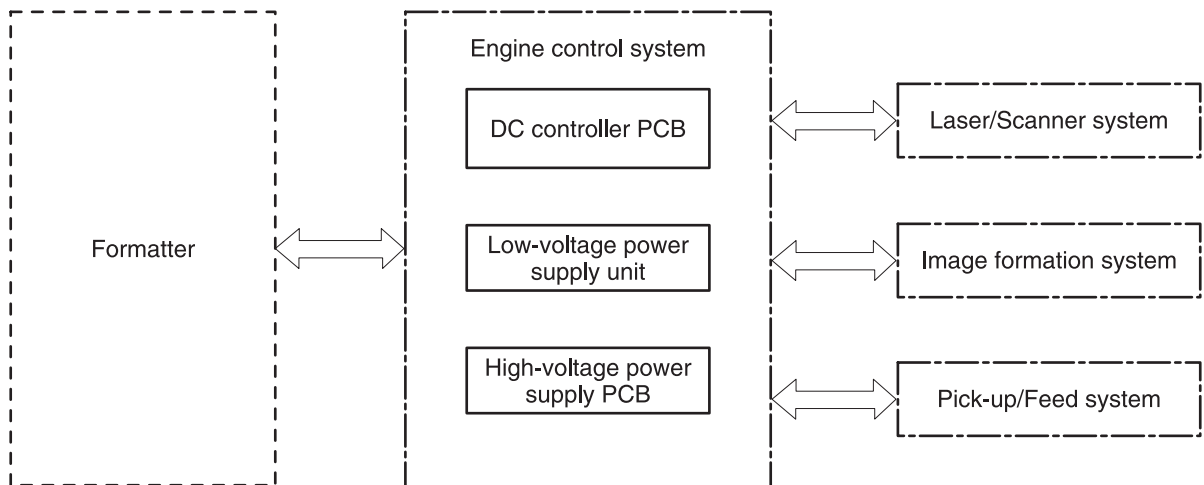 Formatter
Engine control system
DC controller PCB
Low-voltage power
supply unit
High-voltage power
supply PCB
Laser/Scanner system
Image formation system
Pick-up/Feed system